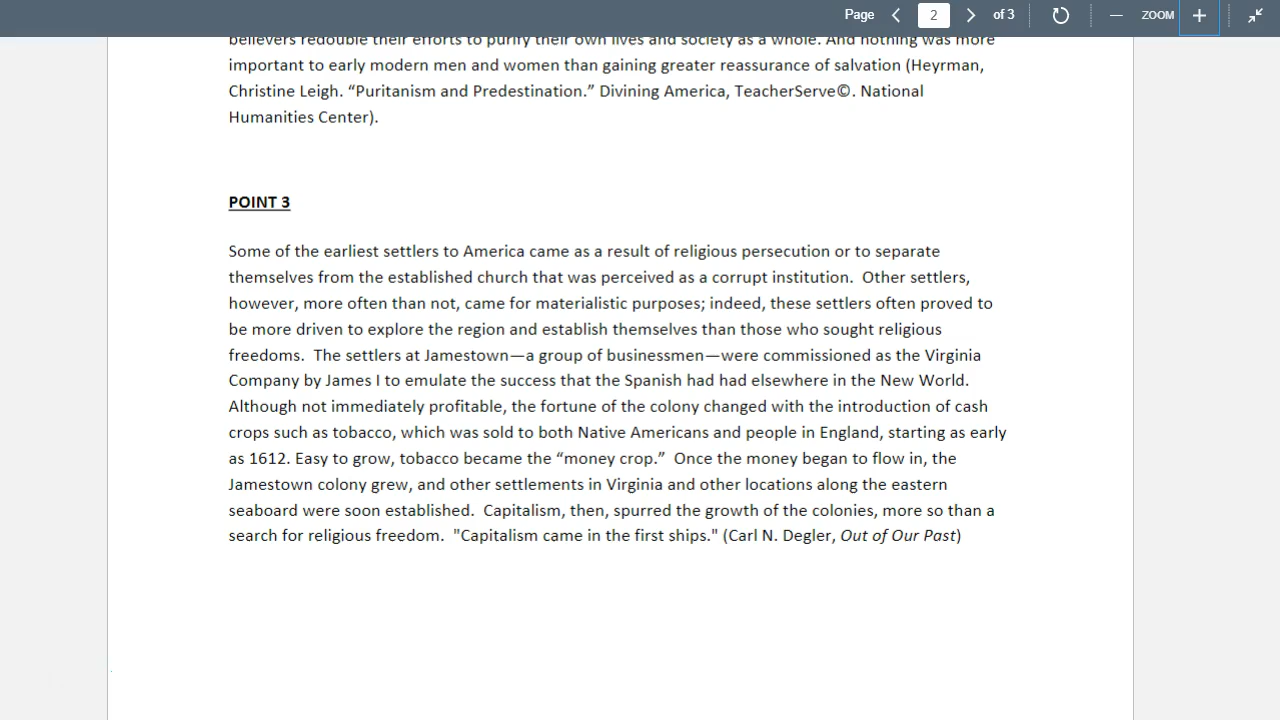 Page 2 of 3 ZOOM
believers redouble their efforts to purify their own lives and society as a whole. And nothing was more
important to early modern men and women than gaining greater reassurance of salvation (Heyrman,
Christine Leigh. “Puritanism and Predestination.” Divining America, TeacherServe©. National
Humanities Center).
POINT 3
Some of the earliest settlers to America came as a result of religious persecution or to separate
themselves from the established church that was perceived as a corrupt institution.  Other settlers,
however, more often than not, came for materialistic purposes; indeed, these settlers often proved to
be more driven to explore the region and establish themselves than those who sought religious
freedoms.  The settlers at Jamestown—a group of businessmen—were commissioned as the Virginia
Company by James I to emulate the success that the Spanish had had elsewhere in the New World.
Although not immediately profitable, the fortune of the colony changed with the introduction of cash
crops such as tobacco, which was sold to both Native Americans and people in England, starting as early
as 1612. Easy to grow, tobacco became the “money crop.”  Once the money began to flow in, the
Jamestown colony grew, and other settlements in Virginia and other locations along the eastern
seaboard were soon established.  Capitalism, then, spurred the growth of the colonies, more so than a
search for religious freedom.  "Capitalism came in the first ships." (Carl N. Degler, Out of Our Past)